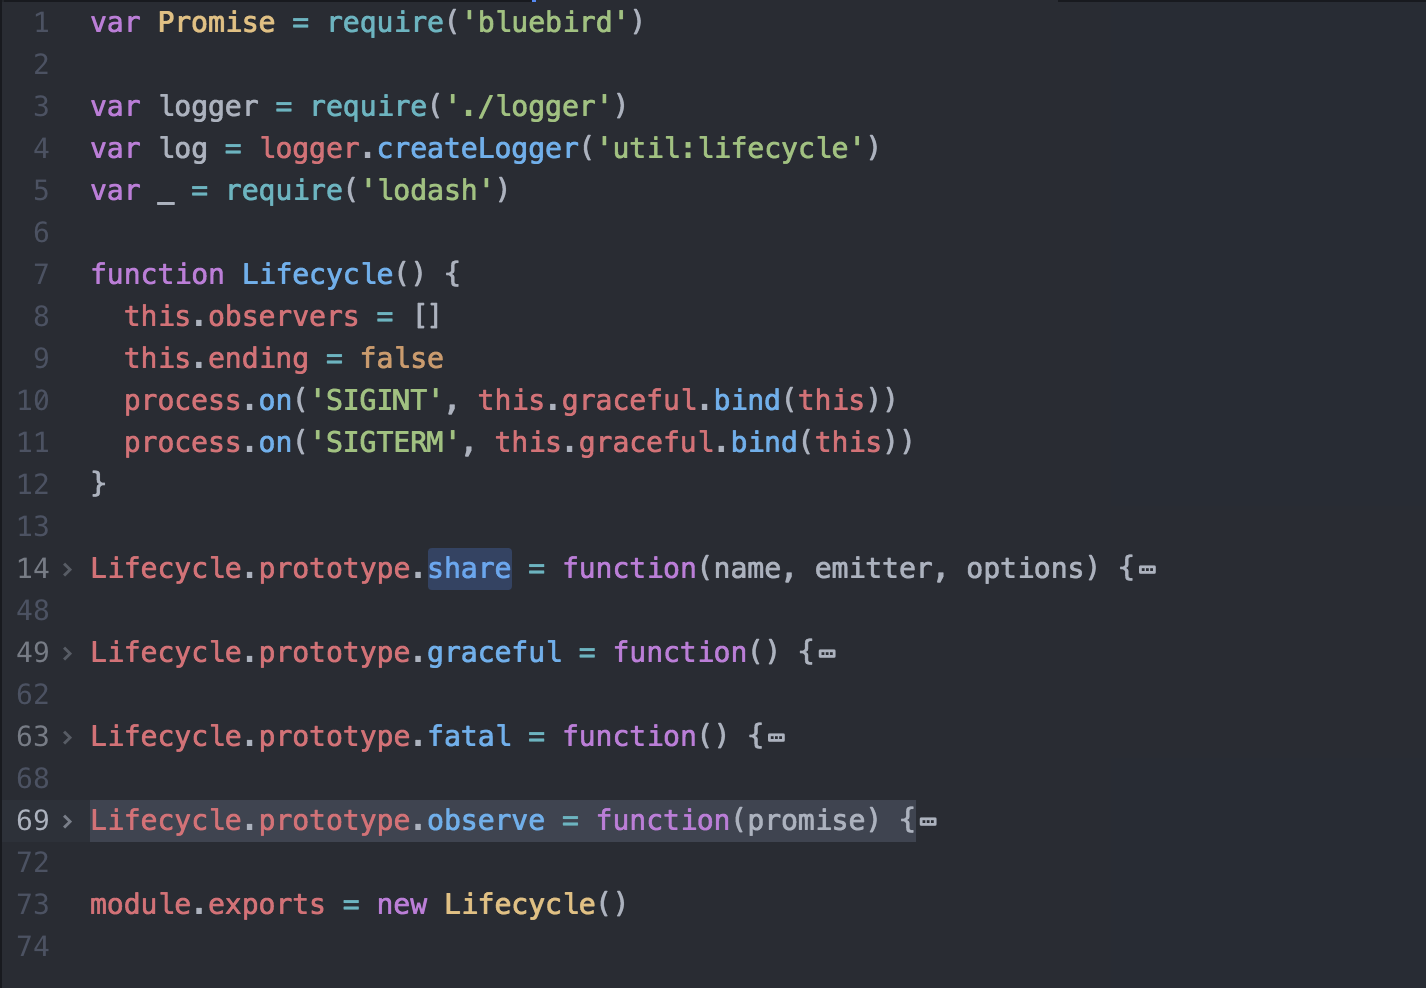 1 var Promise = require('bluebird')
2
3 var logger = require('./logger')
4 var log = logger.createLogger('util:lifecycle')
5 var _ = require('lodash')
6
7 function Lifecycle() {
8   this.observers = []
9   this.ending = false
10   process.on('SIGINT', this.graceful.bind(this))
11   process.on('SIGTERM', this.graceful.bind(this))
12 }
13
14 > Lifecycle.prototype.share = function(name, emitter, options) {…
48
49 > Lifecycle.prototype.graceful = function() {…
62
63 > Lifecycle.prototype.fatal = function() {…
68
69 > Lifecycle.prototype.observe = function(promise) {…
72
73 module.exports = new Lifecycle()
74